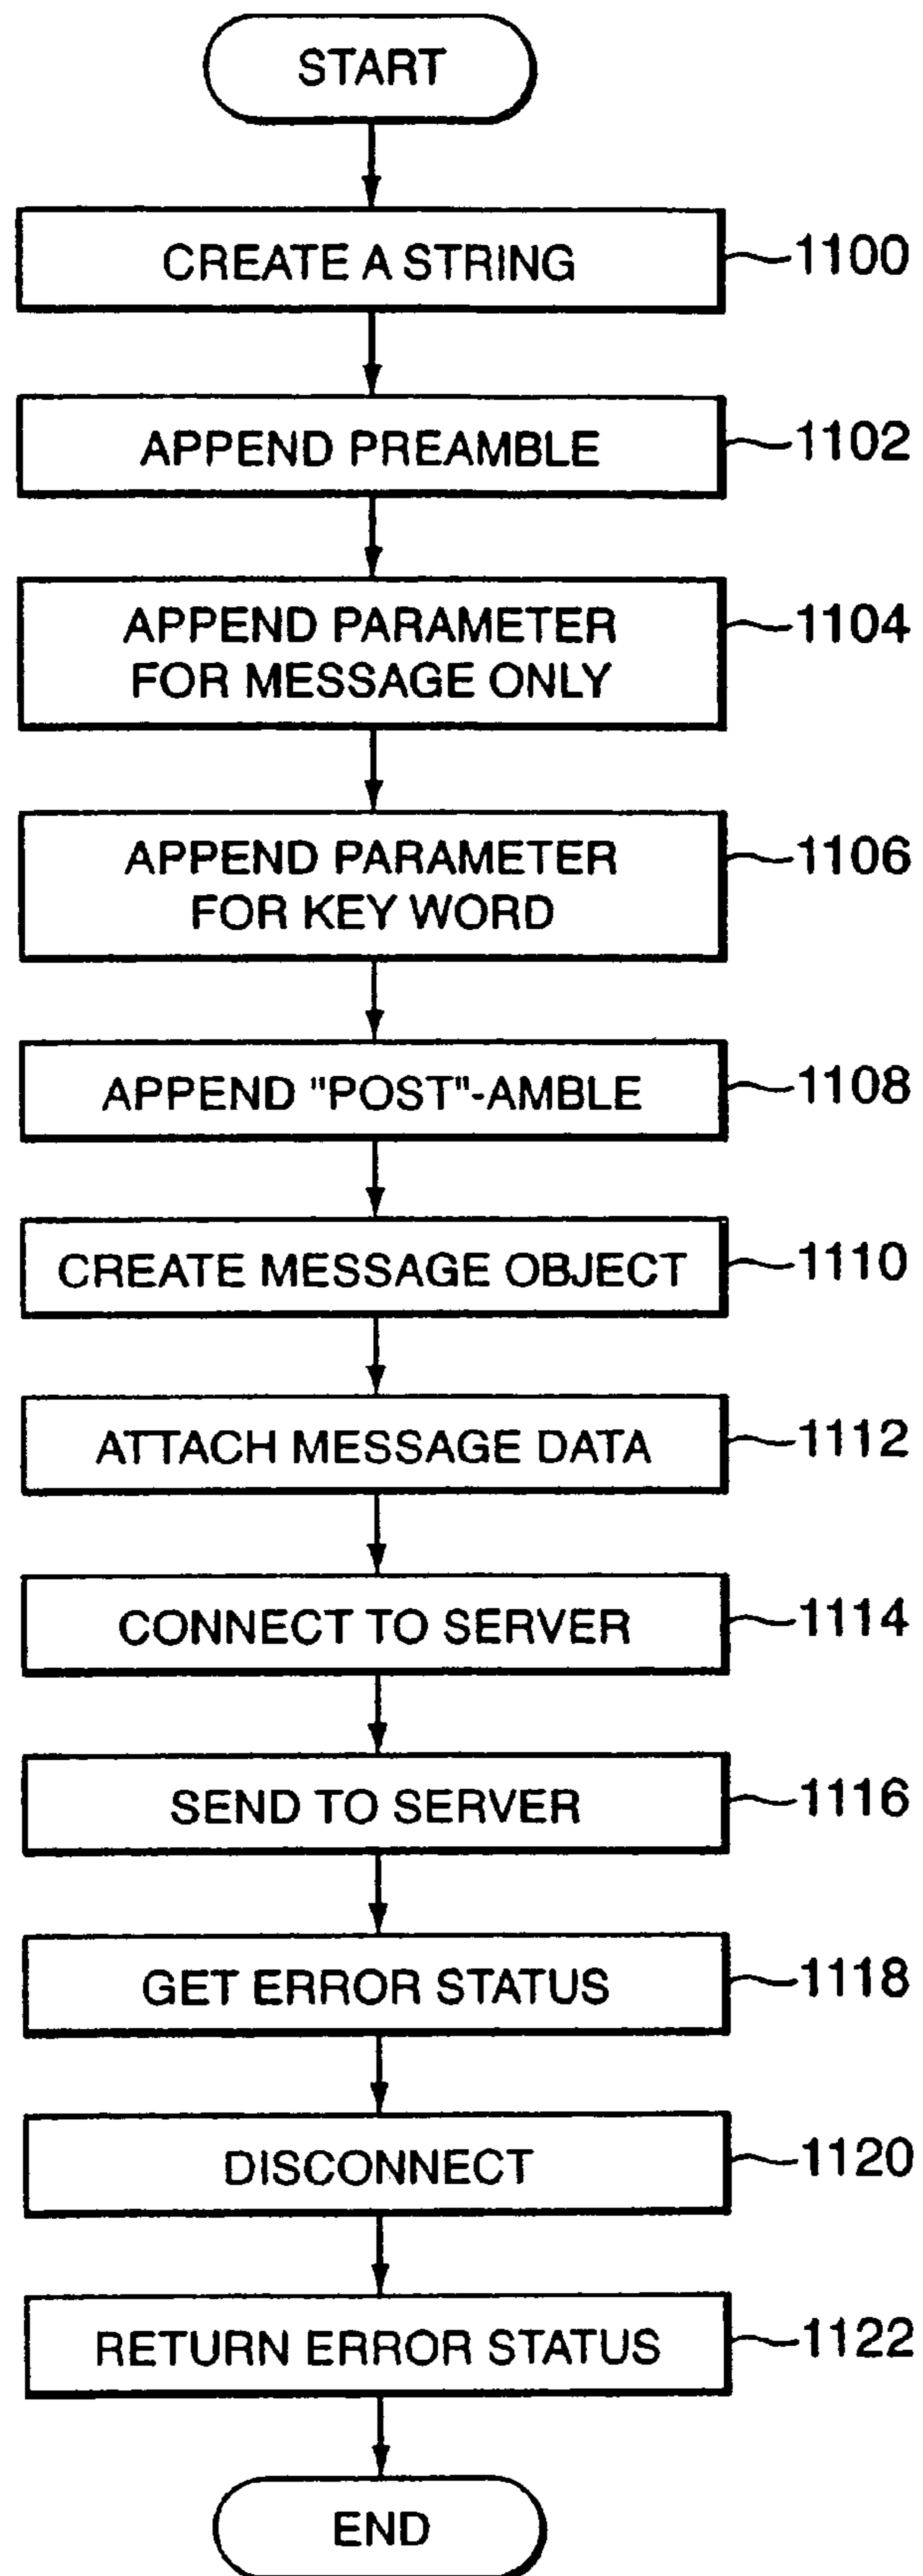 START
CREATE A STRING
1100
APPEND PREAMBLE
1102
APPEND PARAMETER
FOR MESSAGE ONLY
1104
APPEND PARAMETER
FOR KEY WORD
1106
APPEND "POST"-AMBLE
1108
CREATE MESSAGE OBJECT
1110
ATTACH MESSAGE DATA
1112
CONNECT TO SERVER
1114
SEND TO SERVER
1116
GET ERROR STATUS
1118
DISCONNECT
1120
RETURN ERROR STATUS
1122
END